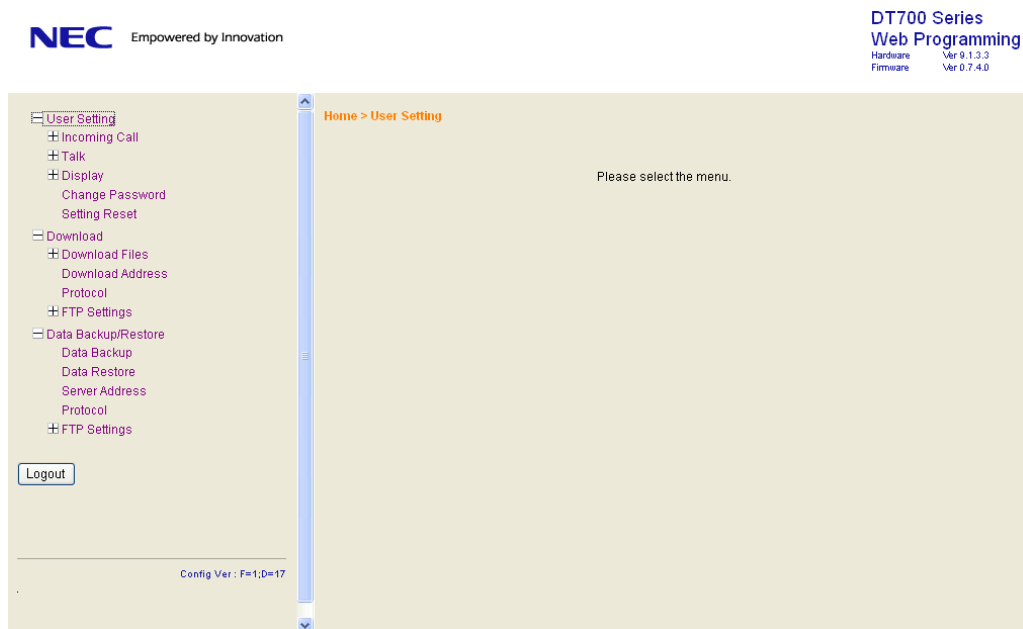 NEC Empowered by Innovation
DT700 Series
Web Programming
Hardware Ver 9.1.3.3
Firmware Ver 0.7.4.0
User Setting
Incoming Call
Talk
Display
Change Password
Setting Reset
Download
Download Files
Download Address
Protocol
FTP Settings
Data Backup/Restore
Data Backup
Data Restore
Server Address
Protocol
FTP Settings
Logout
Config Ver : F=1;D=17
.
Home > User Setting
Please select the menu.